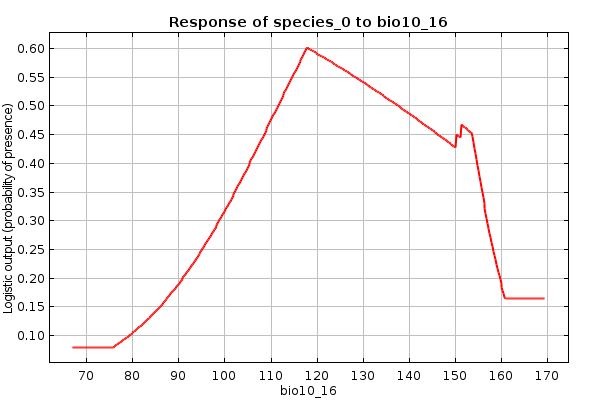 Response of species_0 to bio10_16
Logistic output (probability of presence)
0.60
0.55
0.50
0.45
0.40
0.35
0.30
0.25
0.20
0.15
0.10
70 80 90 100 110 120 130 140 150 160 170
bio10_16